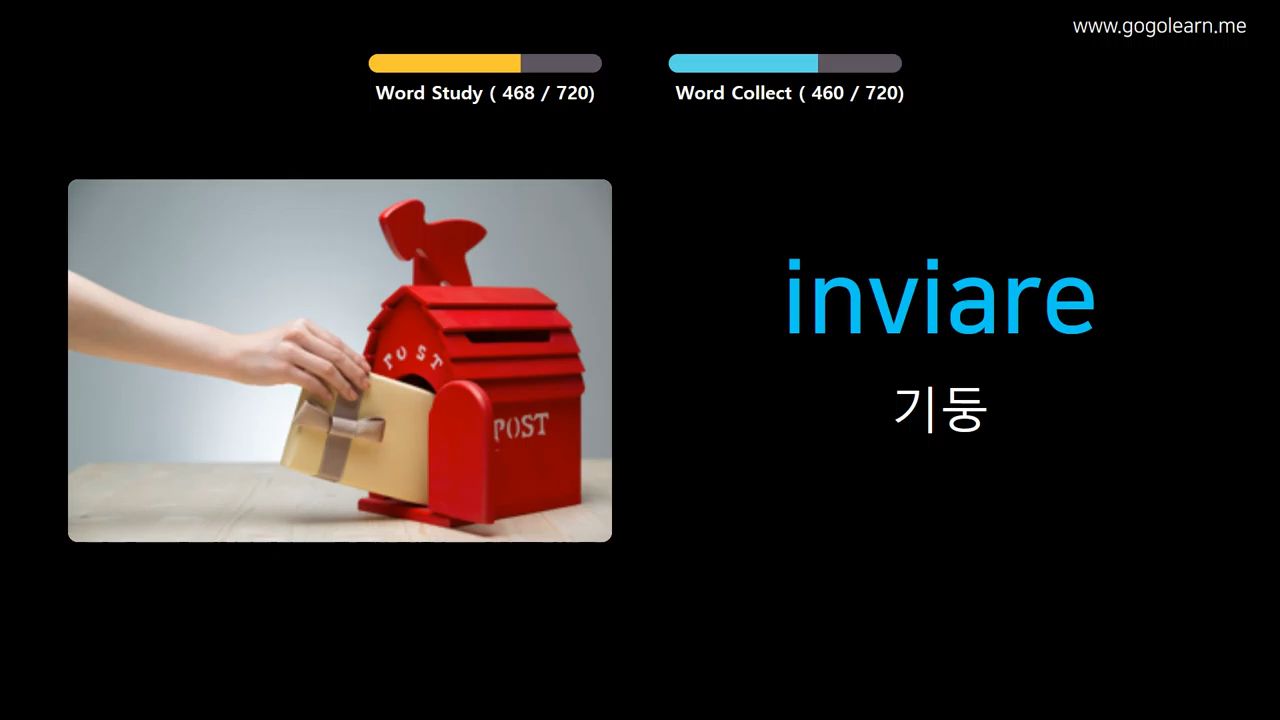 www.gogolearn.me
Word Study ( 468 / 720)
Word Collect ( 460 / 720)
POST
POST
inviare
기둥